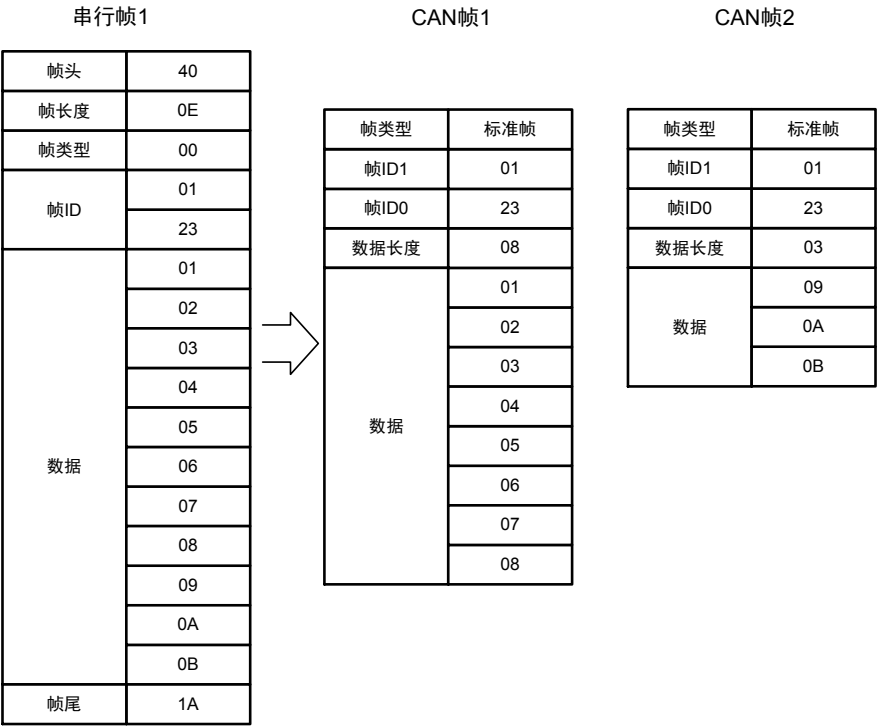 串行帧1
帧头 40
帧长度 0E
帧类型 00
帧ID 01
23
数据 01
02
03
04
05
06
07
08
09
0A
0B
帧尾 1A
CAN帧1
帧类型 标准帧
帧ID1 01
帧ID0 23
数据长度 08
数据 01
02
03
04
05
06
07
08
CAN帧2
帧类型 标准帧
帧ID1 01
帧ID0 23
数据长度 03
数据 09
0A
0B